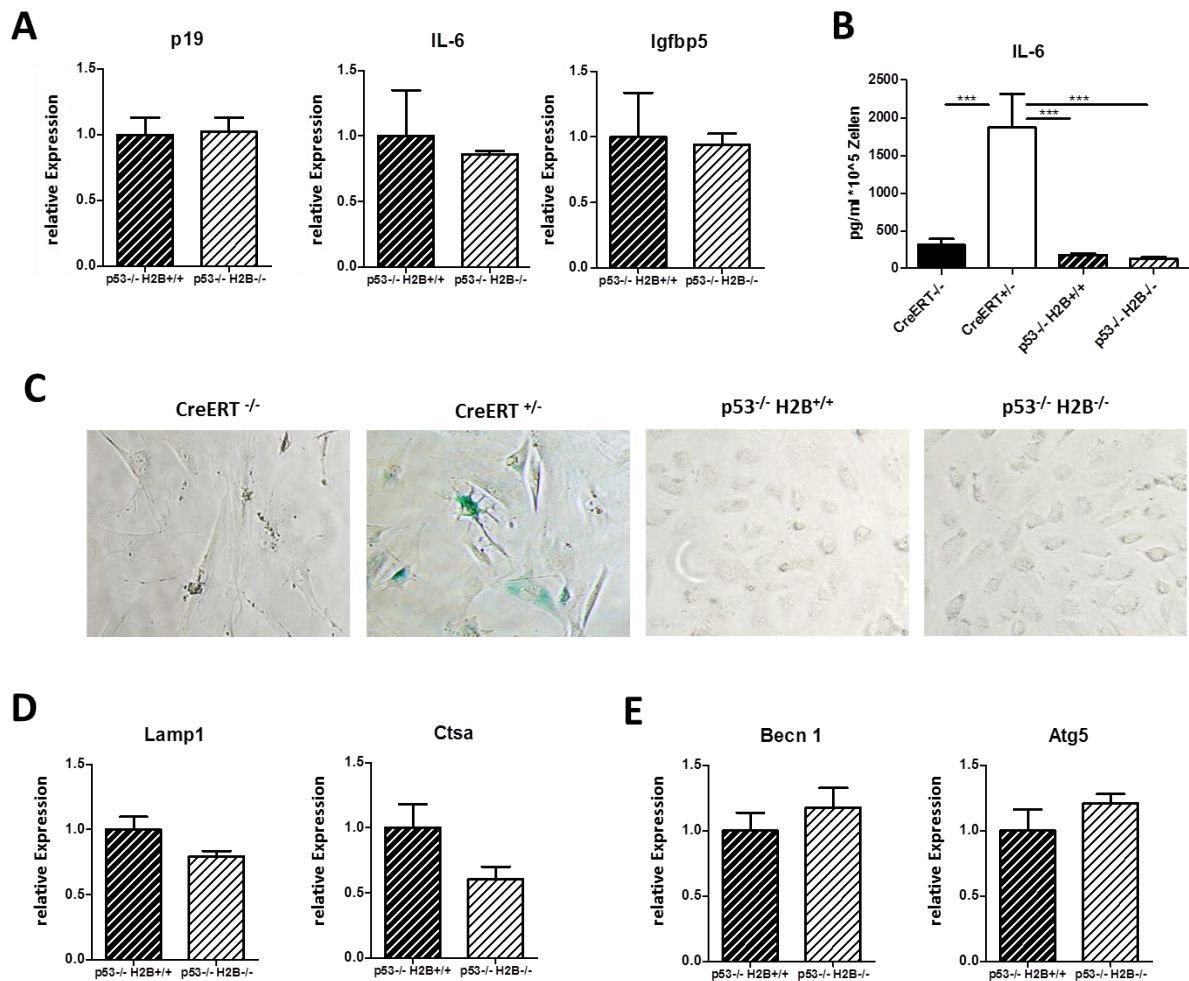 A
p19
relative Expression
1.5
1.0
0.5
0.0
p53-/- H2B+/+ p53-/- H2B-/-
IL-6
relative Expression
1.5
1.0
0.5
0.0
p53-/- H2B+/+ p53-/- H2B-/-
Igfbp5
relative Expression
1.5
1.0
0.5
0.0
p53-/- H2B+/+ p53-/- H2B-/-
B
IL-6
pg/ml *10^5 Zellen
2500
2000
1500
1000
500
0
*** *** ***
CreERT-/-
CreERT+/-
p53-/- H2B+/+
p53-/- H2B-/-
C
CreERT -/-
CreERT +/-
p53-/- H2B+/+
p53-/- H2B-/-
D
Lamp1
relative Expression
1.5
1.0
0.5
0.0
p53-/- H2B+/+ p53-/- H2B-/-
Ctsa
relative Expression
1.5
1.0
0.5
0.0
p53-/- H2B+/+ p53-/- H2B-/-
E
Becn 1
relative Expression
1.5
1.0
0.5
0.0
p53-/- H2B+/+ p53-/- H2B-/-
Atg5
relative Expression
1.5
1.0
0.5
0.0
p53-/- H2B+/+ p53-/- H2B-/-